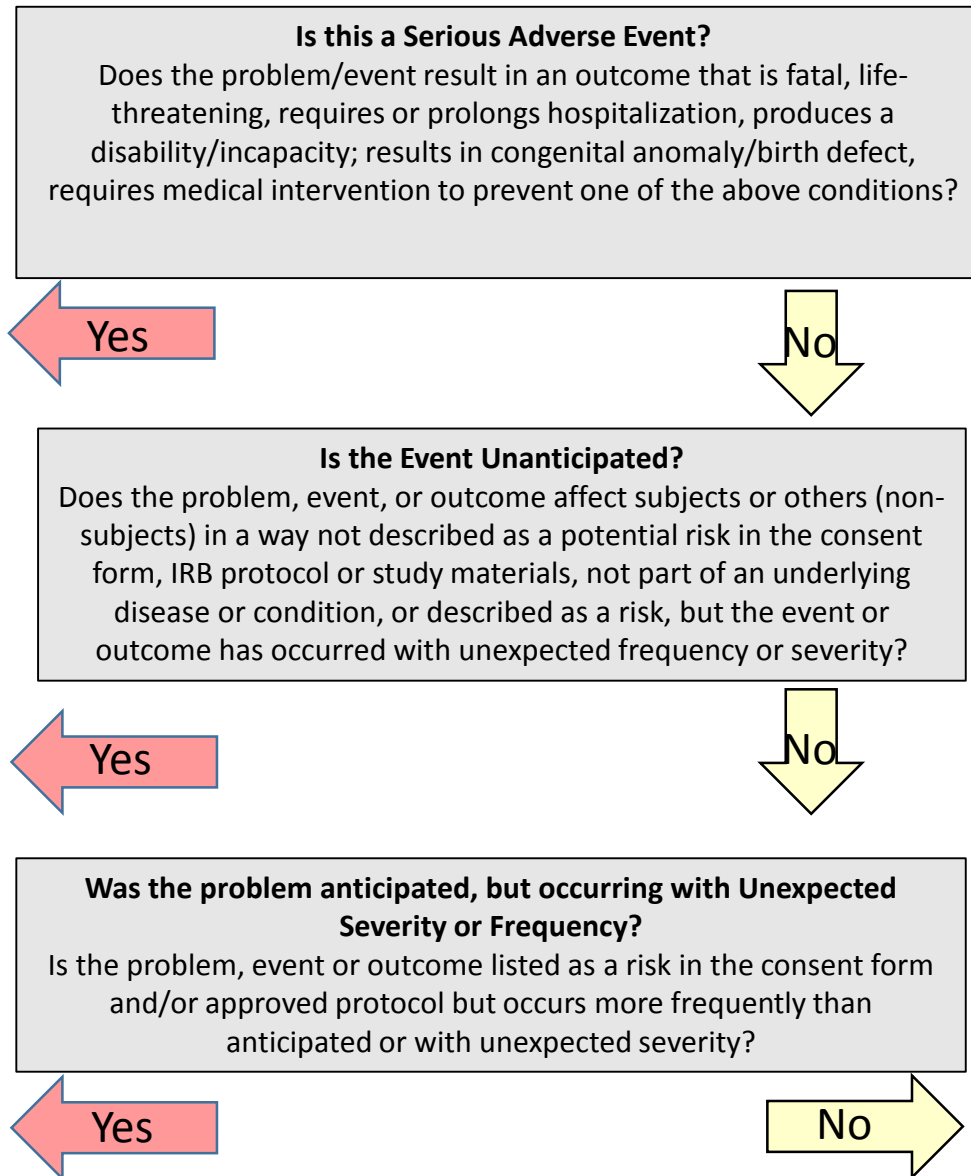 Is this a Serious Adverse Event?
Does the problem/event result in an outcome that is fatal, life-
threatening, requires or prolongs hospitalization, produces a
disability/incapacity; results in congenital anomaly/birth defect,
requires medical intervention to prevent one of the above conditions?
Yes
No
Is the Event Unanticipated?
Does the problem, event, or outcome affect subjects or others (non-
subjects) in a way not described as a potential risk in the consent
form, IRB protocol or study materials, not part of an underlying
disease or condition, or described as a risk, but the event or
outcome has occurred with unexpected frequency or severity?
Yes
No
Was the problem anticipated, but occurring with Unexpected
Severity or Frequency?
Is the problem, event or outcome listed as a risk in the consent form
and/or approved protocol but occurs more frequently than
anticipated or with unexpected severity?
Yes
No